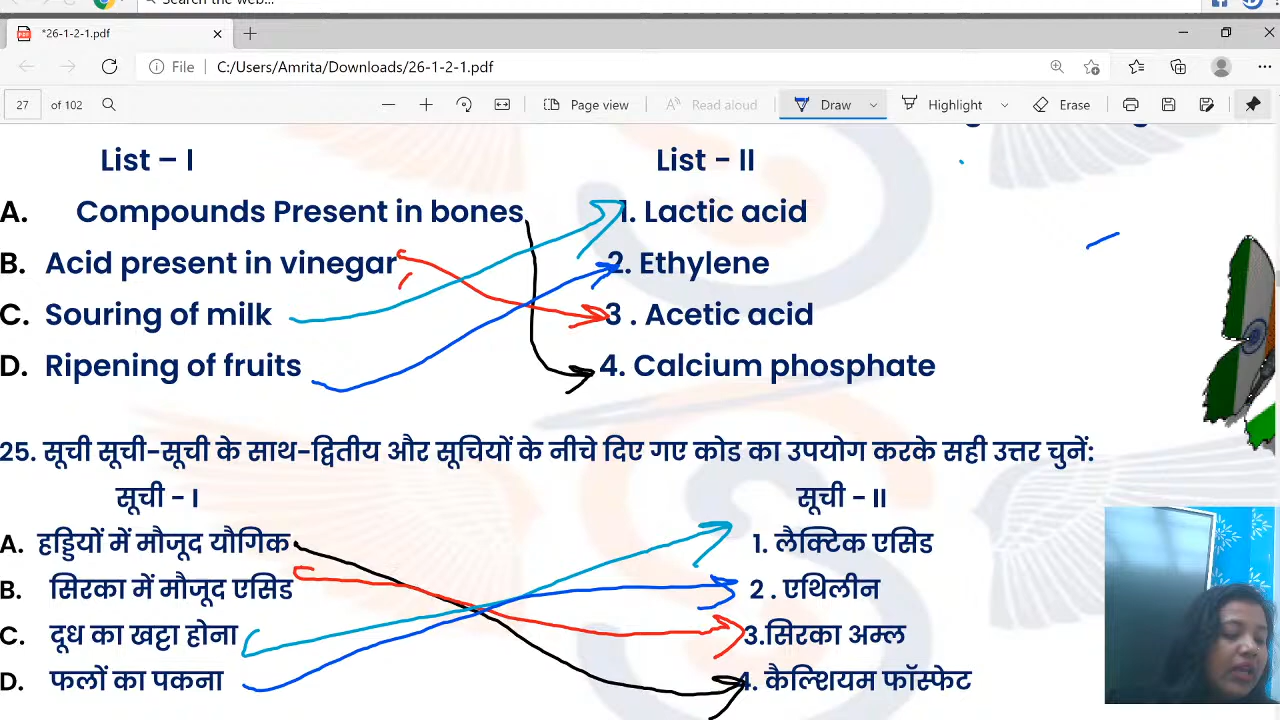 Search the web...
*26-1-2-1.pdf
File C:/Users/Amrita/Downloads/26-1-2-1.pdf
27 of 102 Page view Read aloud Draw Highlight Erase
List – I List - II
A. Compounds Present in bones 1. Lactic acid
B. Acid present in vinegar 2. Ethylene
C. Souring of milk 3 . Acetic acid
D. Ripening of fruits 4. Calcium phosphate
25. सूची सूची-सूची के साथ-द्वितीय और सूचियों के नीचे दिए गए कोड का उपयोग करके सही उत्तर चुनें:
सूची - I सूची - II
A. हड्डियों में मौजूद यौगिक 1. लैक्टिक एसिड
B. सिरका में मौजूद एसिड 2 . एथिलीन
C. दूध का खट्टा होना 3.सिरका अम्ल
D. फलों का पकना 4. कैल्शियम फॉस्फेट